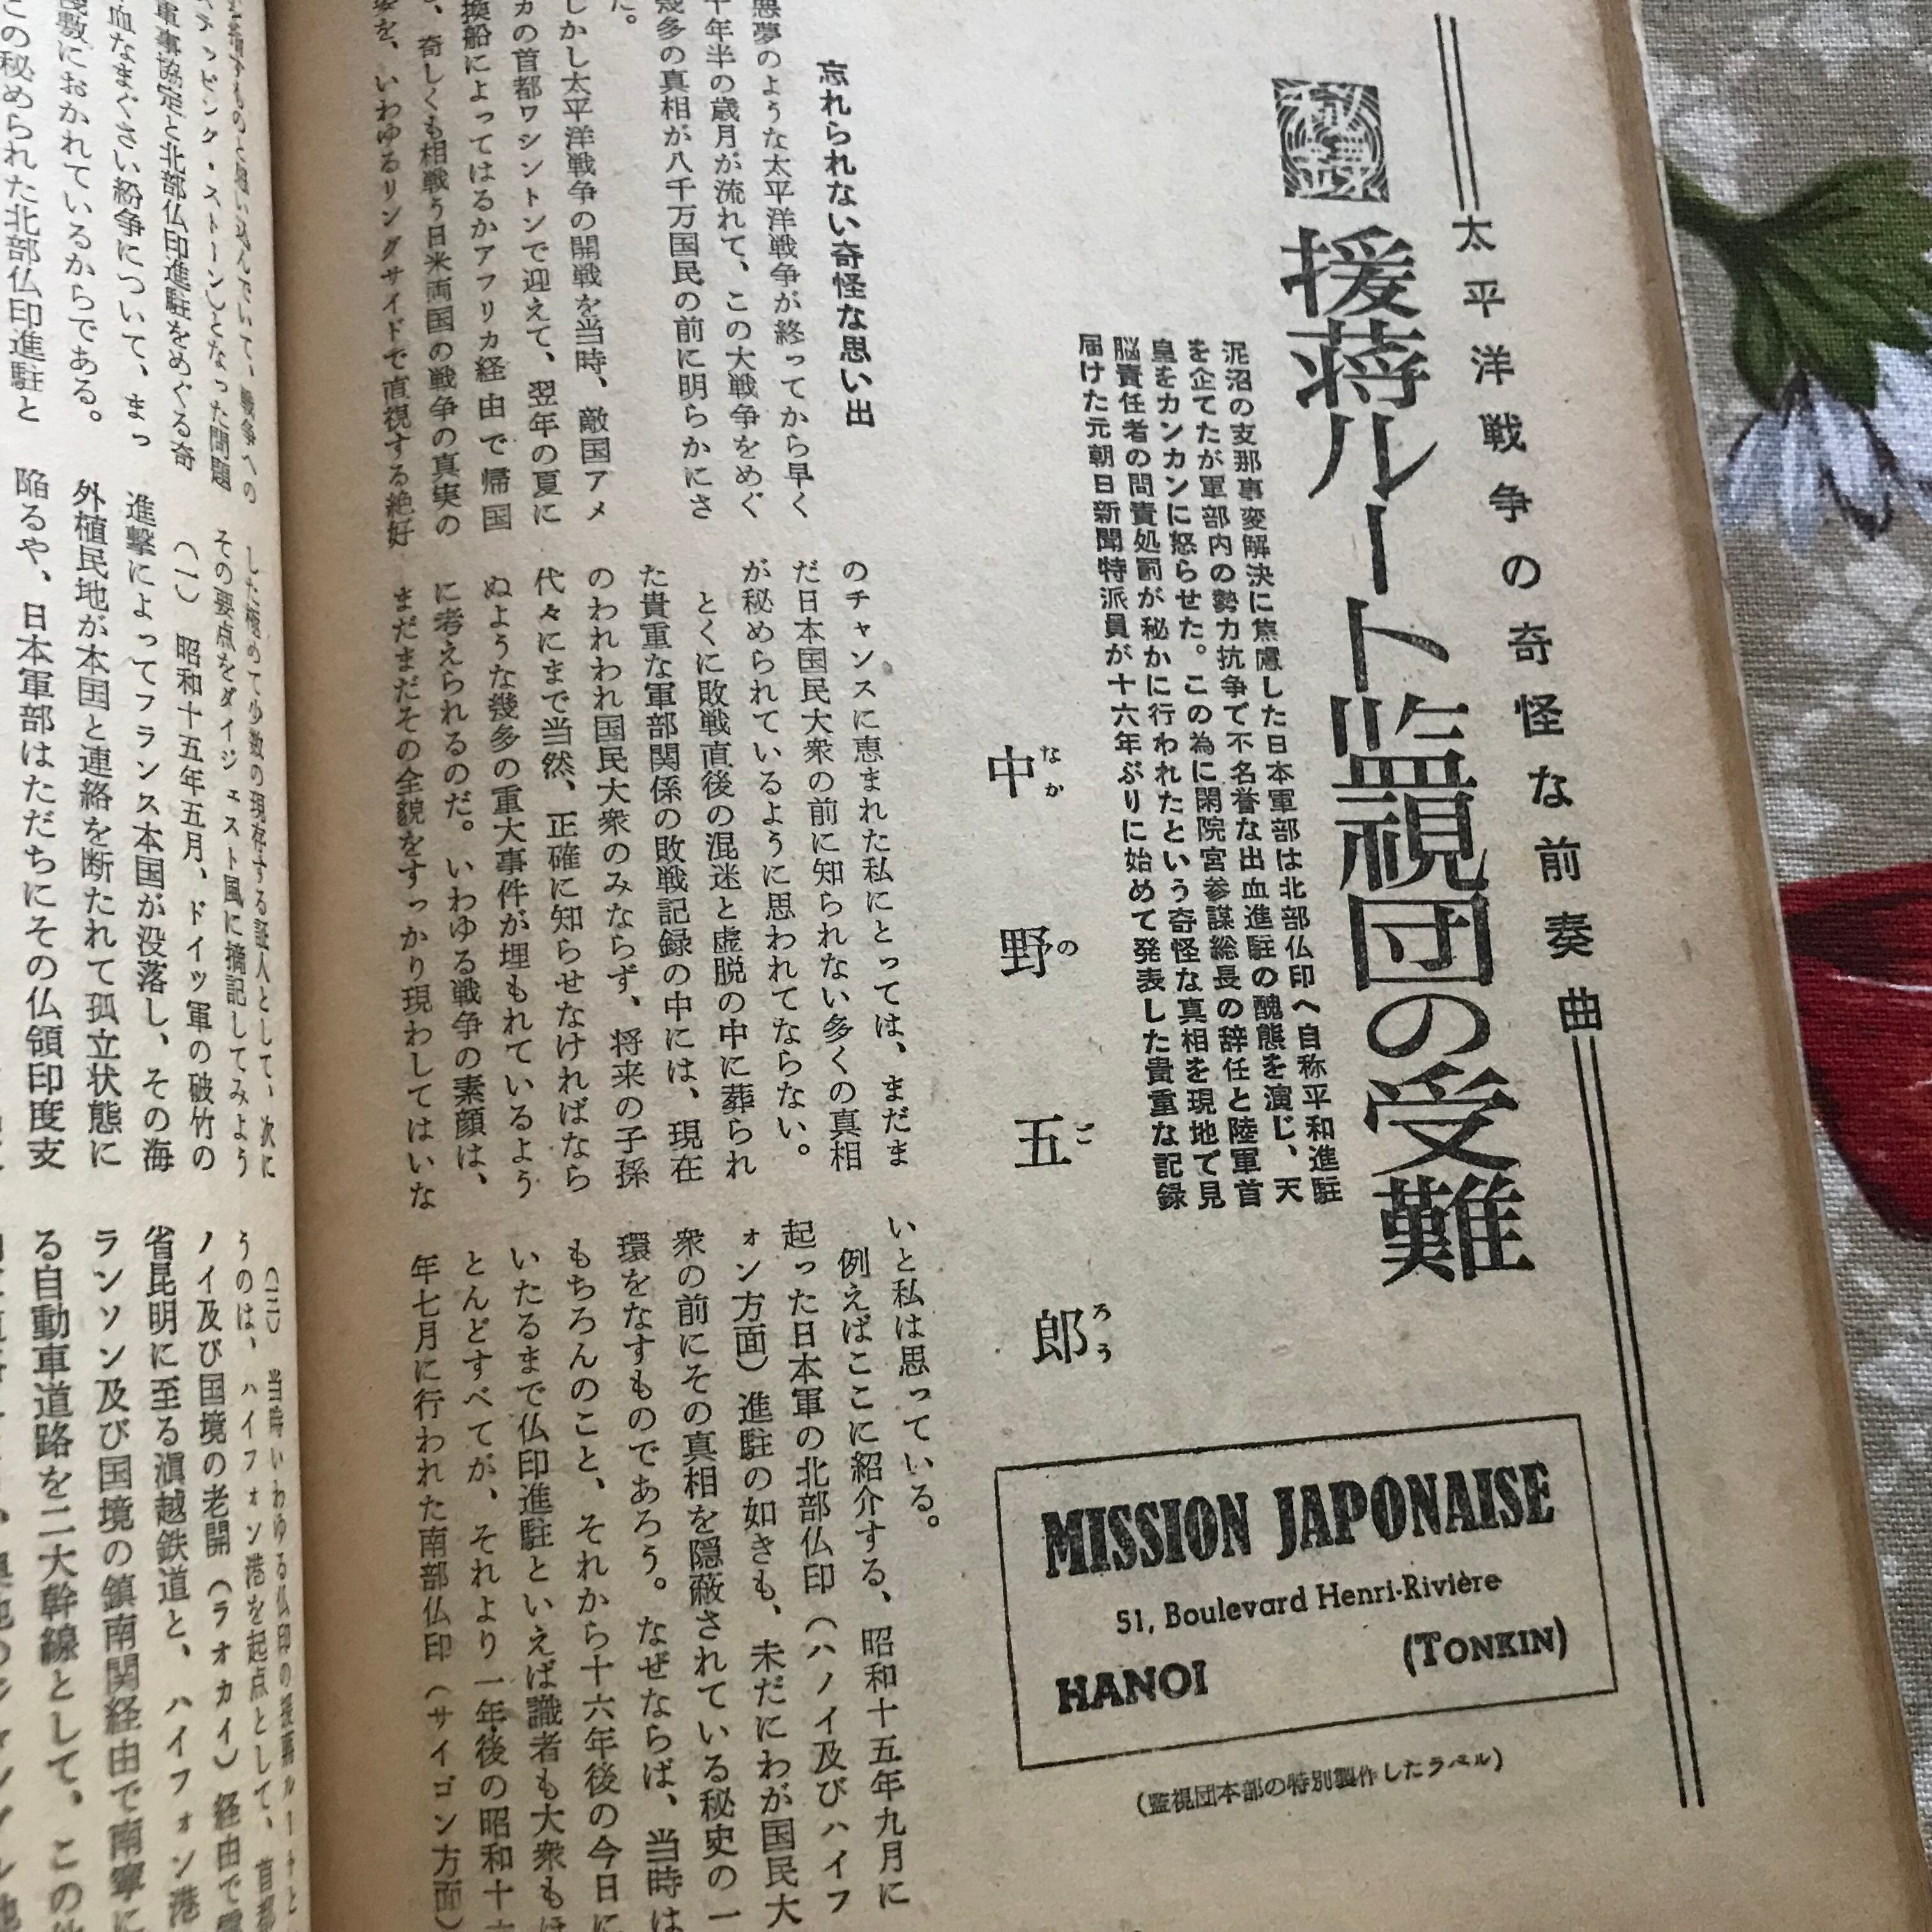 太平洋戦争の奇怪な前奏曲
秘録
援蒋ルート監視団の受難
泥沼の支那事変解決に焦慮した日本軍部は北部仏印へ自称平和進駐
を企てたが軍部内の勢力抗争で不名誉な出血進駐の醜態を演じ、天
皇をカンカンに怒らせた。この為に閑院宮参謀総長の辞任と陸軍首
脳責任者の問責処罰が秘かに行われたという奇怪な真相を現地で見
届けた元朝日新聞特派員が十六年ぶりに始めて発表した貴重な記録
中野五郎
なかのごろう
MISSION JAPONAISE
51, Boulevard Henri-Rivière
HANOI
(TONKIN)
(監視団本部の特別製作したラベル)
忘れられない奇怪な思い出
悪夢のような太平洋戦争が終ってから早く
十年半の歳月が流れて、この大戦争をめぐ
幾多の真相が八千万国民の前に明らかにさ
た。
しかし太平洋戦争の開戦を当時、敵国アメ
カの首都ワシントンで迎えて、翌年の夏に
換船によってはるかアフリカ経由で帰国
、奇しくも相戦う日米両国の戦争の真実の
姿を、いわゆるリングサイドで直視する絶好
のチャンスに恵まれた私にとっては、まだま
だ日本国民大衆の前に知られない多くの真相
が秘められているように思われてならない。
とくに敗戦直後の混迷と虚脱の中に葬られ
た貴重な軍部関係の敗戦記録の中には、現在
のわれわれ国民大衆のみならず、将来の子孫
代々にまで当然、正確に知らせなければなら
ぬような幾多の重大事件が埋もれているよう
に考えられるのだ。いわゆる戦争の素顔は、
まだまだその全貌をすっかり現わしてはいな
いと私は思っている。
例えばここに紹介する、昭和十五年九月に
起った日本軍の北部仏印(ハノイ及びハイフ
ォン方面)進駐の如きも、未だにわが国民大
衆の前にその真相を隠蔽されている秘史の一
環をなすものであろう。なぜならば、当時は
もちろんのこと、それから十六年後の今日に
いたるまで仏印進駐といえば識者も大衆もほ
とんどすべてが、それより一年後の昭和十六
年七月に行われた南部仏印(サイゴン方面)
ッピング・ストーン)となった問題
軍事協定と北部仏印進駐をめぐる奇
血なまぐさい紛争について、まっ
数におかれているからである。
この秘められた北部仏印進駐と
した極めて少数の現存する証人として、次に
その要点をダイジェスト風に摘記してみよう
(一) 昭和十五年五月、ドイツ軍の破竹の
進撃によってフランス本国が没落し、その海
外植民地が本国と連絡を断たれて孤立状態に
陥るや、日本軍部はただちにその仏領印度支
(二) 当時いわゆる仏印の援蒋ルートと
うのは、ハイフォン港を起点として、首都
ノイ及び国境の老開(ラオカイ)経由で雲
省昆明に至る滇越鉄道と、ハイフォン港
ランソン及び国境の鎮南関経由で南寧に
る自動車道路を二大幹線として、この